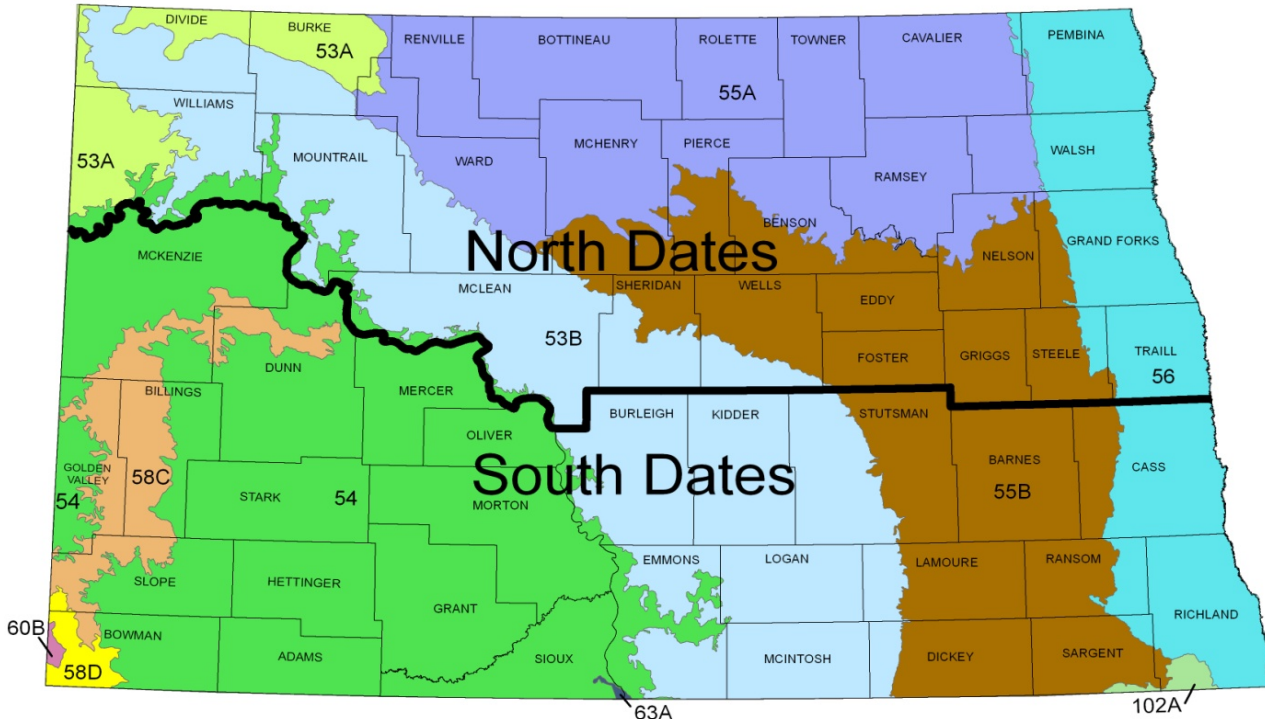 DIVIDE
BURKE
53A
RENVILLE
BOTTINEAU
ROLETTE
TOWNER
CAVALIER
PEMBINA
55A
WILLIAMS
53A
MOUNTRAIL
WARD
MCHENRY
PIERCE
RAMSEY
WALSH
BENSON
MCKENZIE
North Dates
NELSON
GRAND FORKS
MCLEAN
SHERIDAN
WELLS
EDDY
53B
FOSTER
GRIGGS
STEELE
TRAILL
56
DUNN
BILLINGS
MERCER
BURLEIGH
KIDDER
STUTSMAN
OLIVER
GOLDEN
VALLEY
58C
54
STARK
54
South Dates
MORTON
BARNES
55B
CASS
EMMONS
LOGAN
LAMOURE
RANSOM
SLOPE
HETTINGER
GRANT
RICHLAND
60B
BOWMAN
58D
ADAMS
SIOUX
MCINTOSH
DICKEY
SARGENT
63A
102A